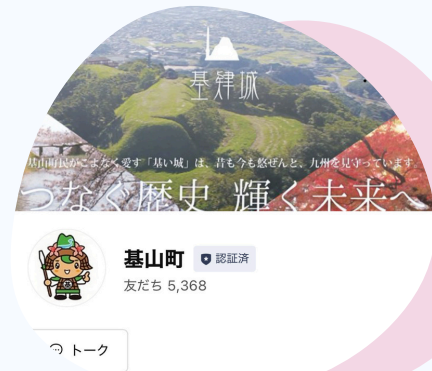 基肄城
基山町民がこよなく愛す「基い城」は、昔も今も悠ぜんと、九州を見守っています。
つなぐ歴史 輝く未来へ
基山町 認証済
友だち 5,368
トーク